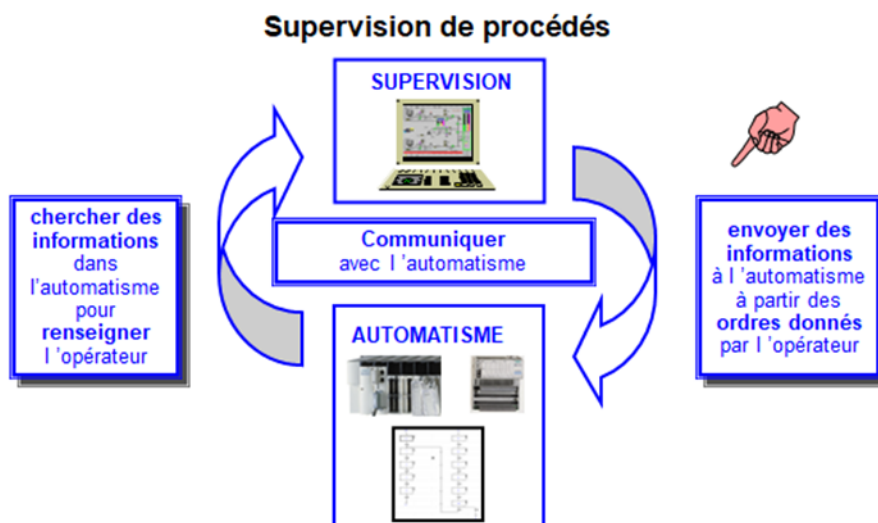 Supervision de procédés
SUPERVISION
chercher des
informations
dans
l'automatisme
pour
renseigner
l 'opérateur
Communiquer
avec l 'automatisme
envoyer des
informations
à l 'automatisme
à partir des
ordres donnés
par l 'opérateur
AUTOMATISME